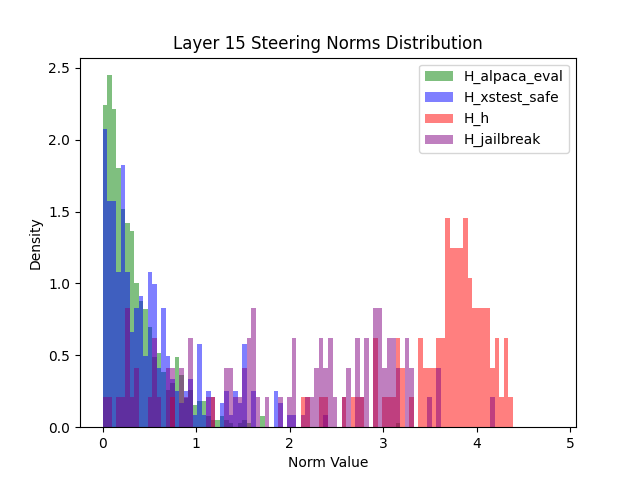 Layer 15 Steering Norms Distribution
2.5
2.0
1.5
1.0
0.5
0.0
Density
H_alpaca_eval
H_xstest_safe
H_h
H_jailbreak
0 1 2 3 4 5
Norm Value